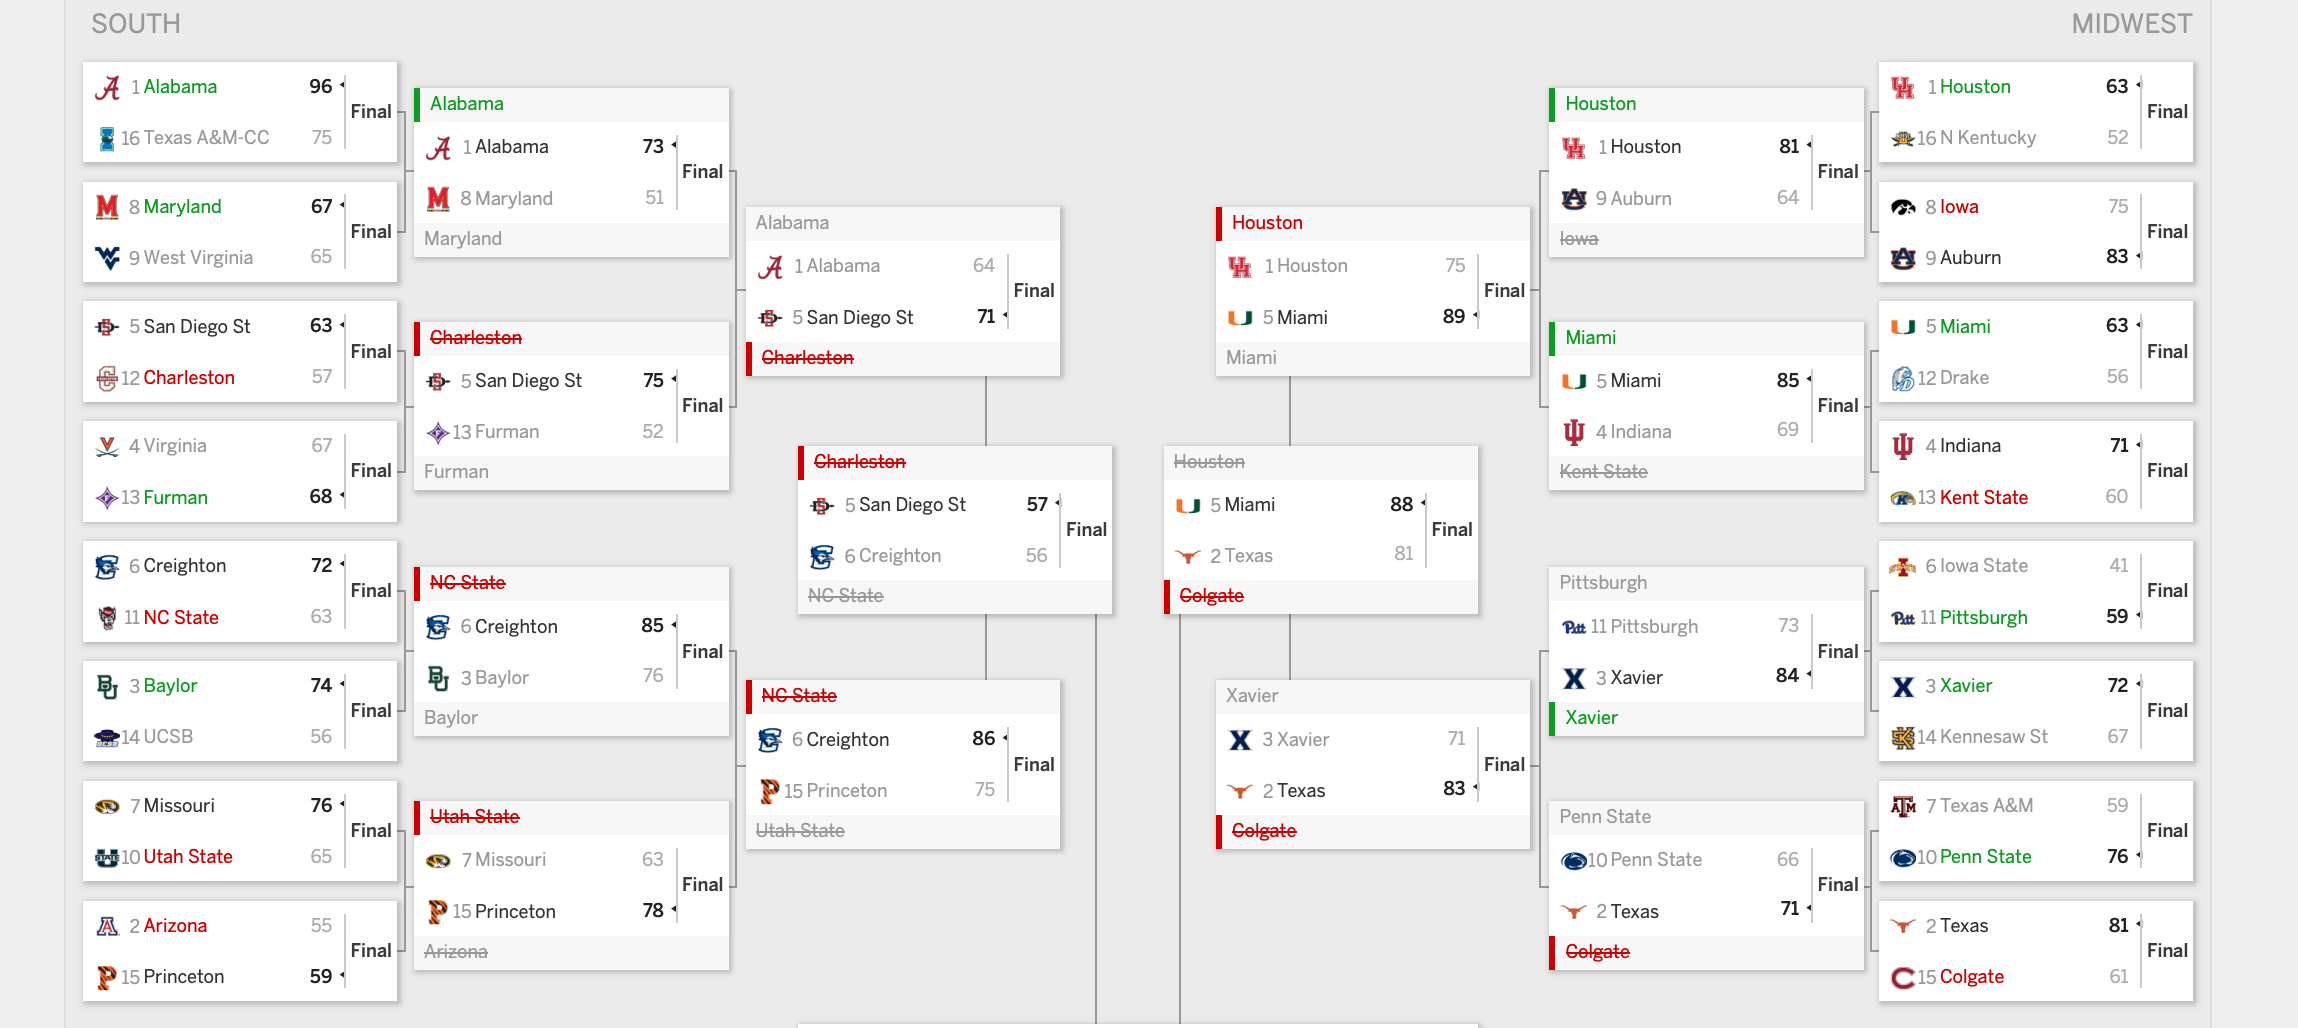 SOUTH
MIDWEST
1 Alabama 96
16 Texas A&M-CC 75
Final
8 Maryland 67
9 West Virginia 65
Final
5 San Diego St 63
12 Charleston 57
Final
4 Virginia 67
13 Furman 68
Final
6 Creighton 72
11 NC State 63
Final
3 Baylor 74
14 UCSB 56
Final
7 Missouri 76
10 Utah State 65
Final
2 Arizona 55
15 Princeton 59
Final
Alabama
1 Alabama 73
8 Maryland 51
Final
Maryland
Charleston
5 San Diego St 75
13 Furman 52
Final
Furman
NC State
6 Creighton 85
3 Baylor 76
Final
Baylor
Utah State
7 Missouri 63
15 Princeton 78
Final
Arizona
Alabama
1 Alabama 64
5 San Diego St 71
Final
Charleston
NC State
6 Creighton 86
15 Princeton 75
Final
Utah State
Charleston
5 San Diego St 57
6 Creighton 56
Final
NC State
Houston
5 Miami 88
2 Texas 81
Final
Colgate
Houston
1 Houston 75
5 Miami 89
Final
Miami
Xavier
3 Xavier 71
2 Texas 83
Final
Colgate
Houston
1 Houston 81
9 Auburn 64
Final
Iowa
Miami
5 Miami 85
4 Indiana 69
Final
Kent State
Pittsburgh
11 Pittsburgh 73
3 Xavier 84
Final
Xavier
Penn State
10 Penn State 66
2 Texas 71
Final
Colgate
1 Houston 63
16 N Kentucky 52
Final
8 Iowa 75
9 Auburn 83
Final
5 Miami 63
12 Drake 56
Final
4 Indiana 71
13 Kent State 60
Final
6 Iowa State 41
11 Pittsburgh 59
Final
3 Xavier 72
14 Kennesaw St 67
Final
7 Texas A&M 59
10 Penn State 76
Final
2 Texas 81
15 Colgate 61
Final